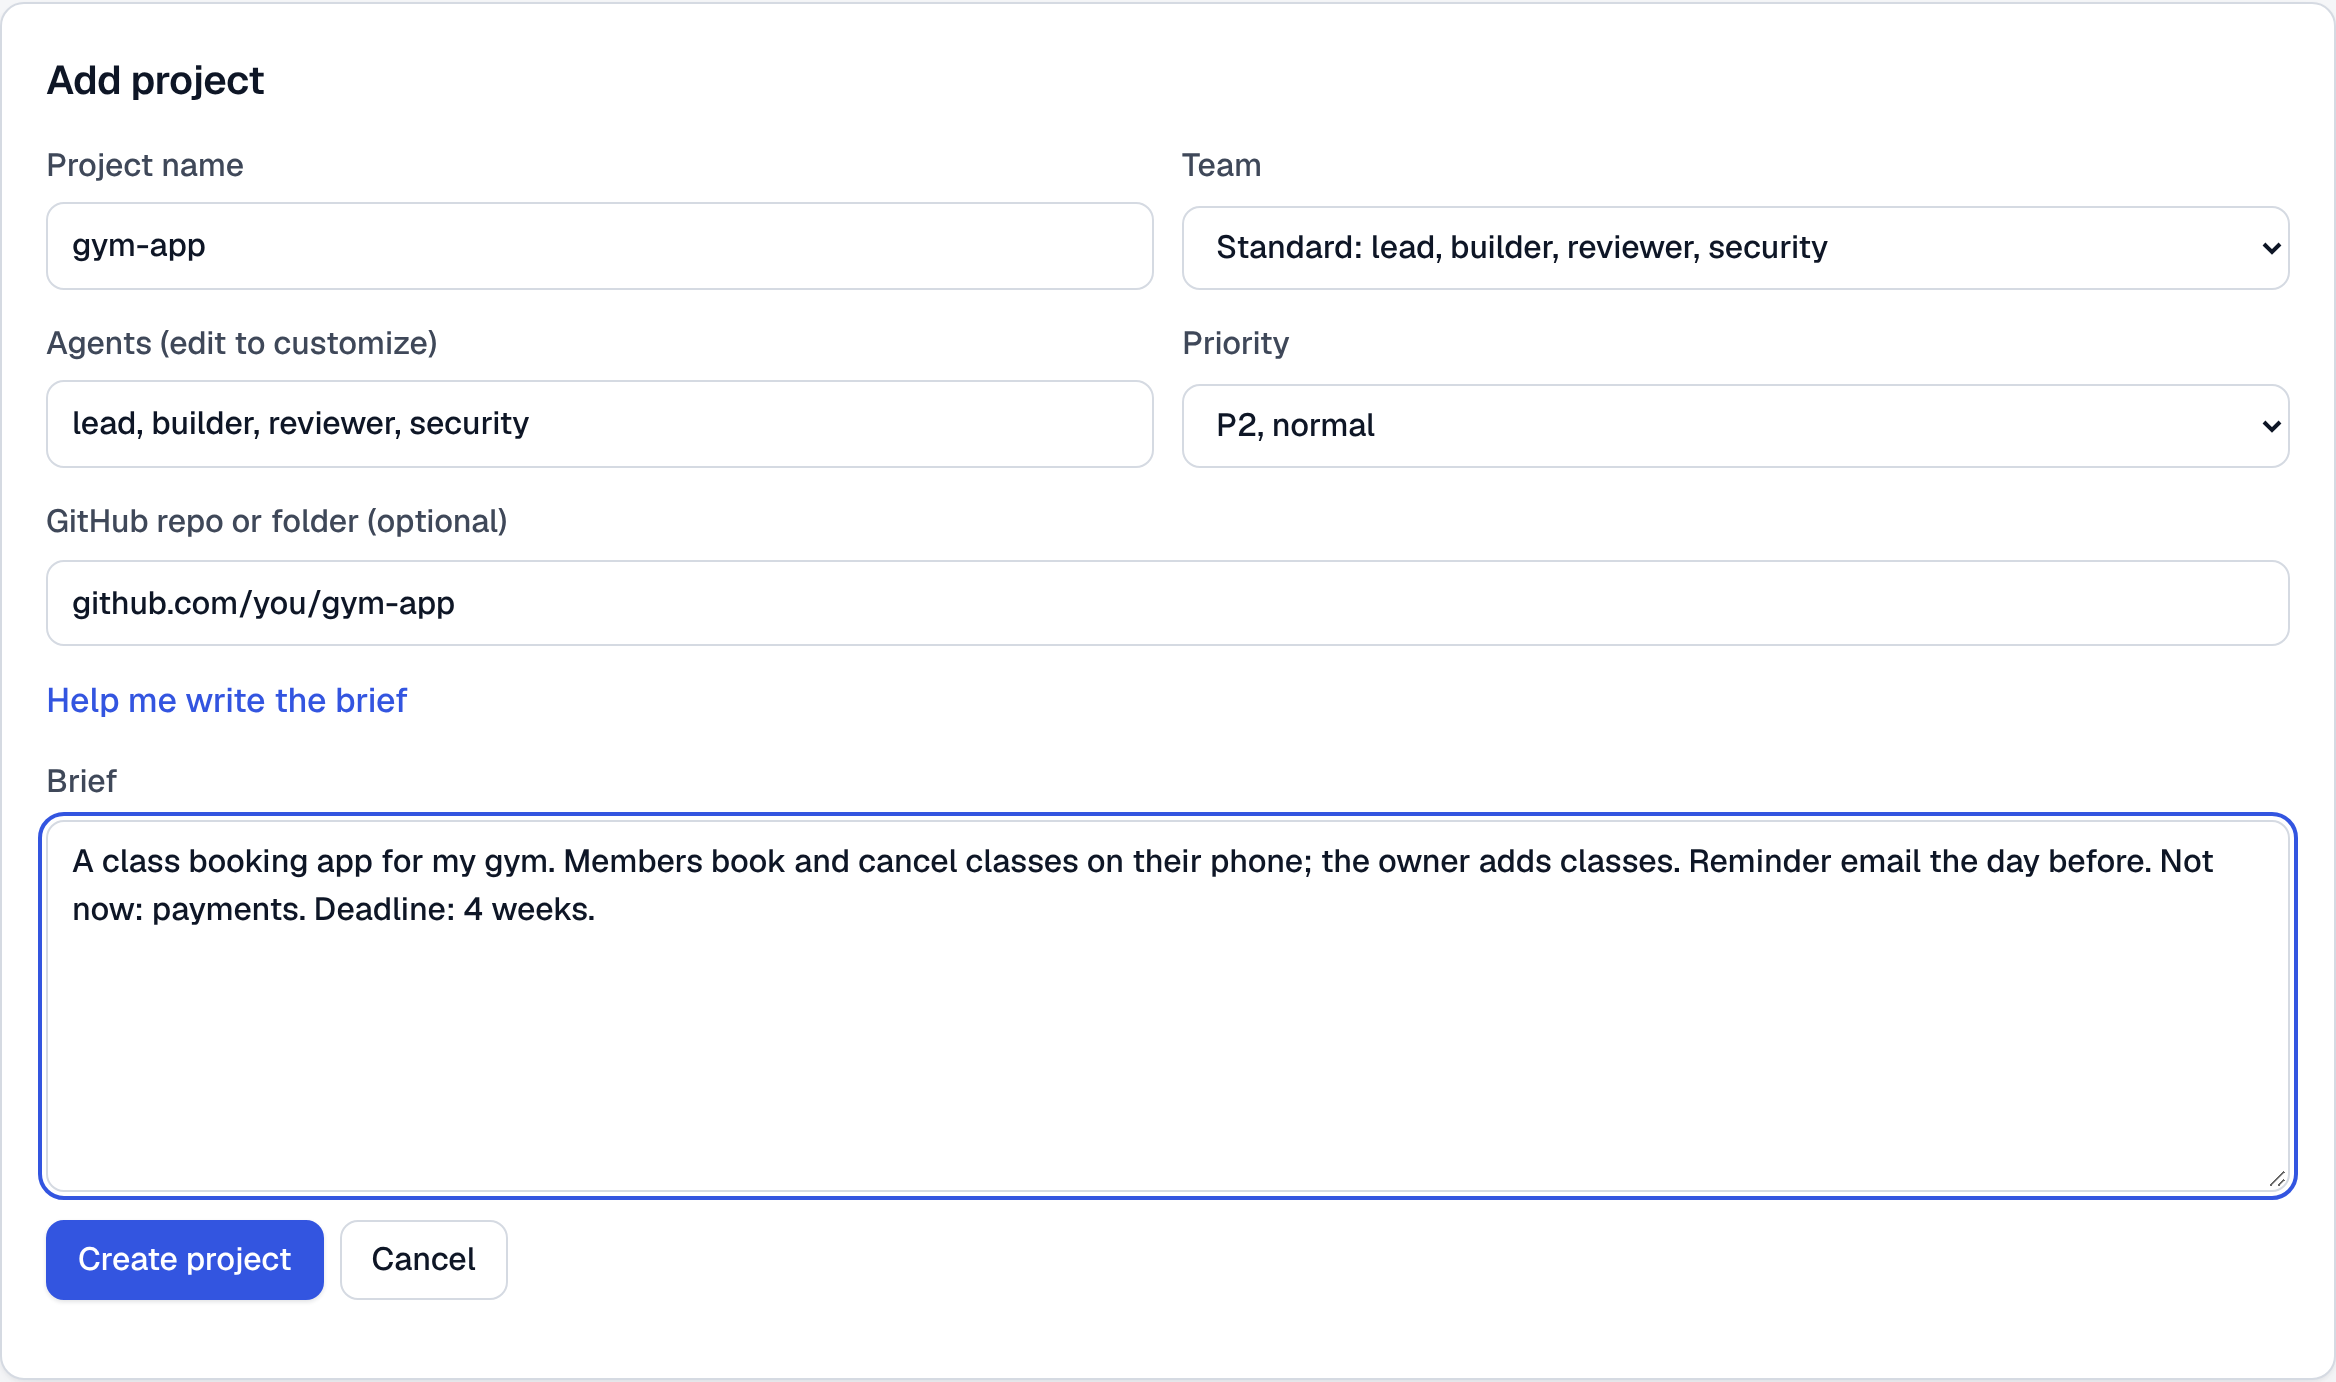 Add project
Project name
Team
gym-app
Standard: lead, builder, reviewer, security
Agents (edit to customize)
Priority
lead, builder, reviewer, security
P2, normal
GitHub repo or folder (optional)
github.com/you/gym-app
Help me write the brief
Brief
A class booking app for my gym. Members book and cancel classes on their phone; the owner adds classes. Reminder email the day before. Not
now: payments. Deadline: 4 weeks.
Create project
Cancel